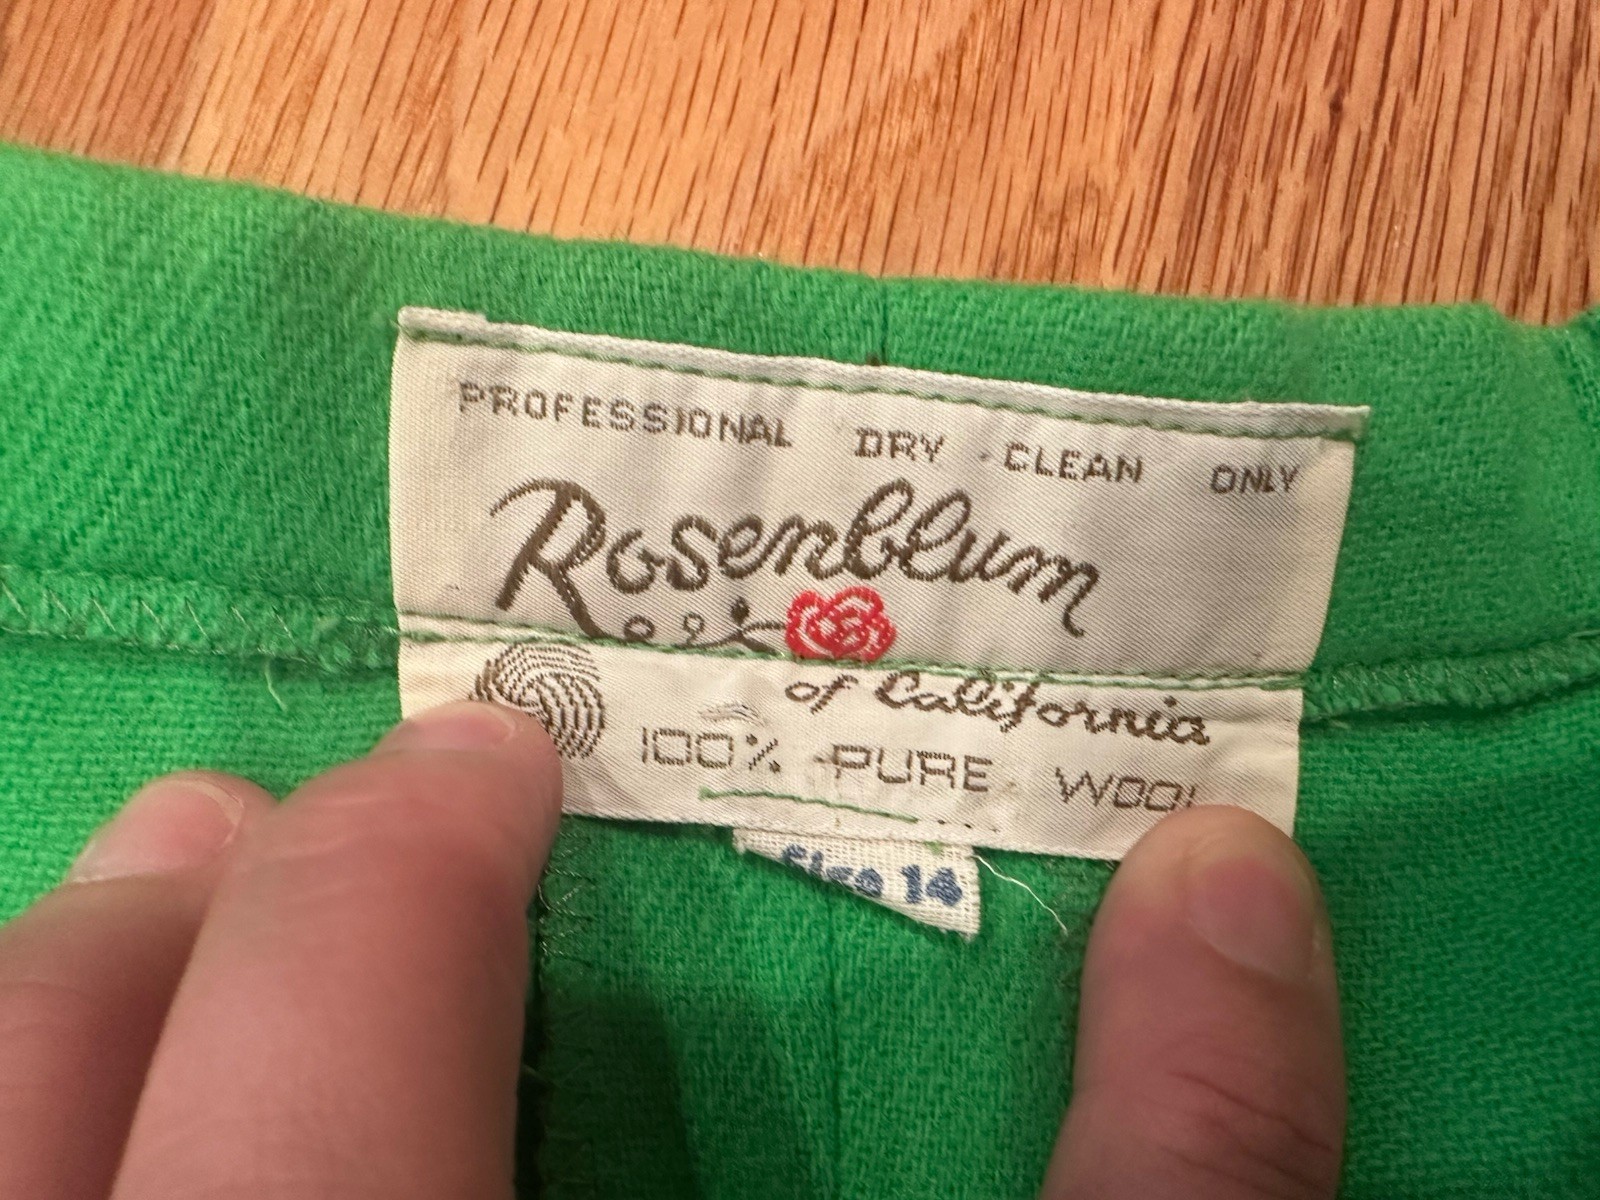 PROFESSIONAL DRY CLEAN ONLY
Rosenblum
of California
100% PURE WOOL
Size 14